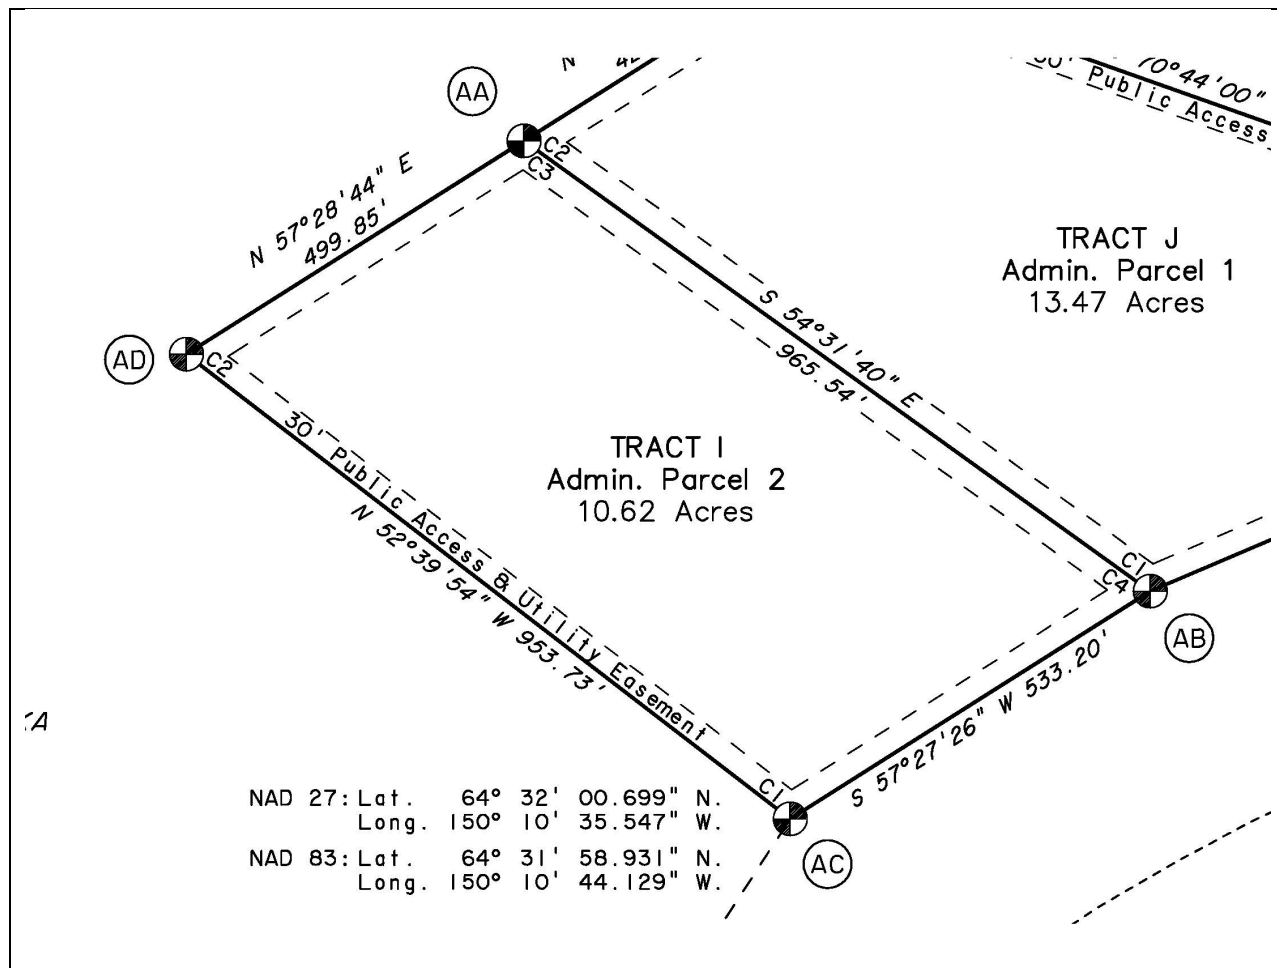 AA
N
70°44'00"
Public Access
C2
C3
N 57°28'44" E
499.85'
TRACT J
Admin. Parcel 1
13.47 Acres
S 54°31'40" E
965.54'
AD
C2
30' Public Access & Utility Easement
N 52°39'54" W 953.73'
TRACT I
Admin. Parcel 2
10.62 Acres
C1
C4
AB
S 57°27'26" W 533.20'
C1
AC
NAD 27: Lat. 64° 32' 00.699" N.
Long. 150° 10' 35.547" W.
NAD 83: Lat. 64° 31' 58.931" N.
Long. 150° 10' 44.129" W.